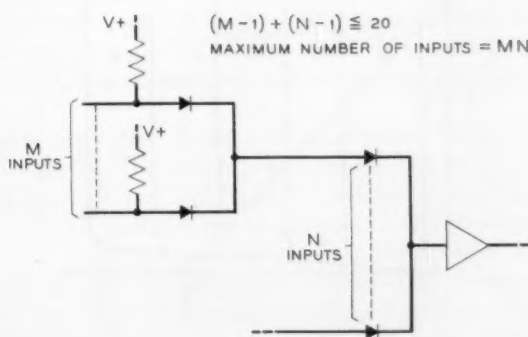 V+
(M-1)+(N-1) ≦ 20
MAXIMUM NUMBER OF INPUTS = MN
V+
M
INPUTS
N
INPUTS